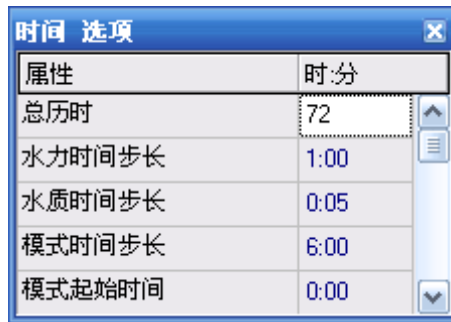 时间 选项
属性 时:分
总历时 72
水力时间步长 1:00
水质时间步长 0:05
模式时间步长 6:00
模式起始时间 0:00